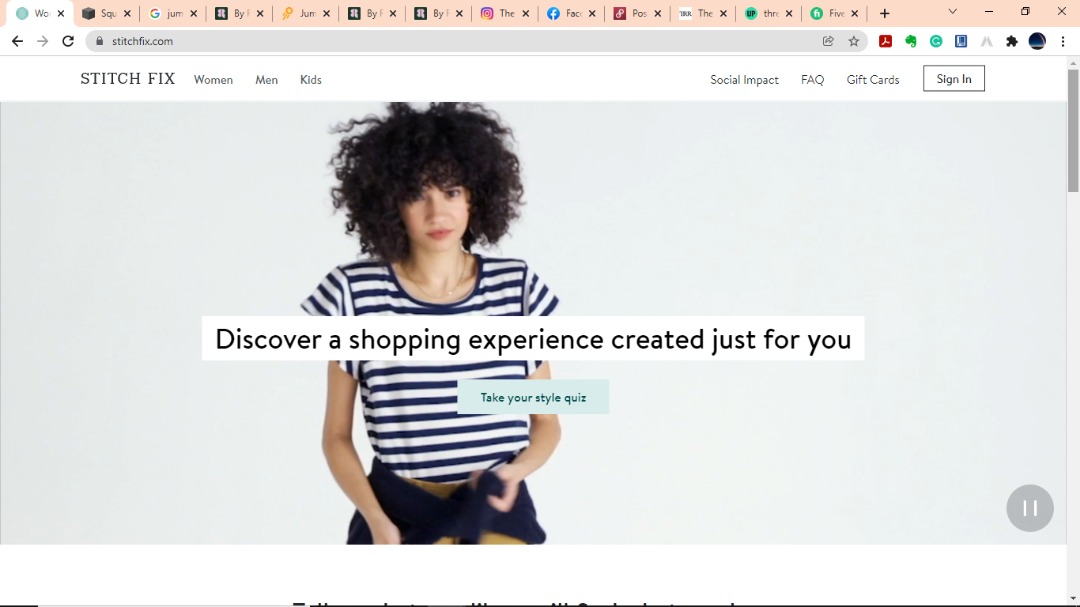 Wo
Squ
jum
By F
Jum
By F
By F
The
Fac
Pos
The
thre
Five
stitchfix.com
STITCH FIX Women Men Kids Social Impact FAQ Gift Cards Sign In
Discover a shopping experience created just for you
Take your style quiz